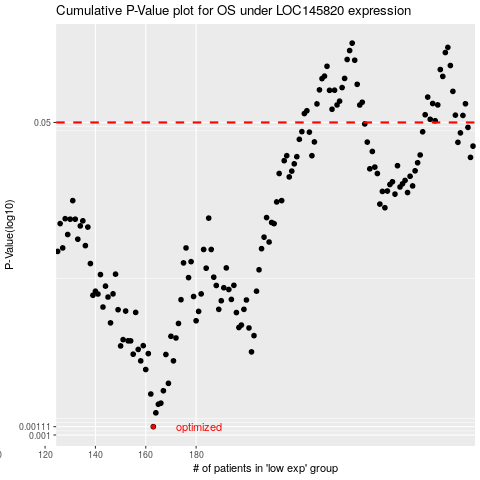 Cumulative P-Value plot for OS under LOC145820 expression
P-Value(log10)
0.05
0.00111
0.001
optimized
0 120 140 160 180
# of patients in 'low exp' group